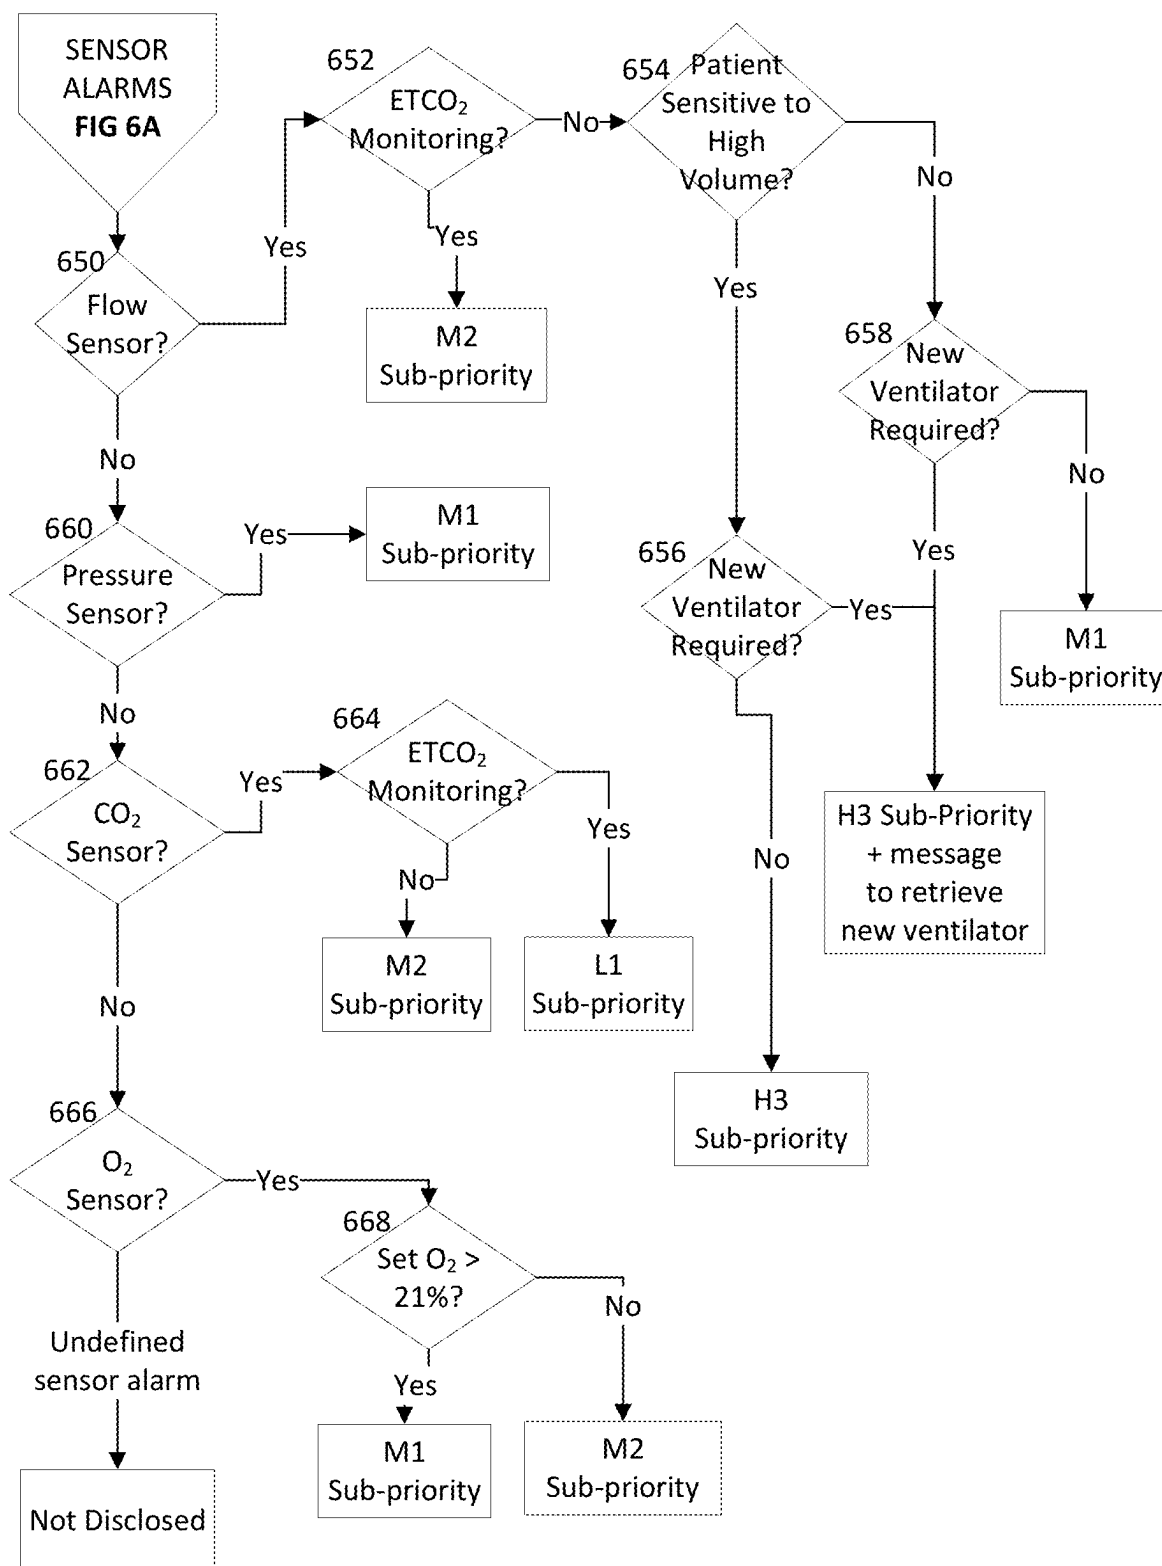 SENSOR
ALARMS
FIG 6A
650
Flow
Sensor?
Yes
652
ETCO₂
Monitoring?
No
Yes
M2
Sub-priority
654
Patient
Sensitive to
High
Volume?
No
Yes
658
New
Ventilator
Required?
No
Yes
M1
Sub-priority
656
New
Ventilator
Required?
Yes
No
H3 Sub-Priority
+ message
to retrieve
new ventilator
H3
Sub-priority
No
660
Pressure
Sensor?
Yes
M1
Sub-priority
No
662
CO₂
Sensor?
Yes
664
ETCO₂
Monitoring?
No
Yes
M2
Sub-priority
L1
Sub-priority
No
666
O₂
Sensor?
Yes
668
Set O₂ >
21%?
No
Yes
M1
Sub-priority
M2
Sub-priority
Undefined
sensor alarm
Not Disclosed